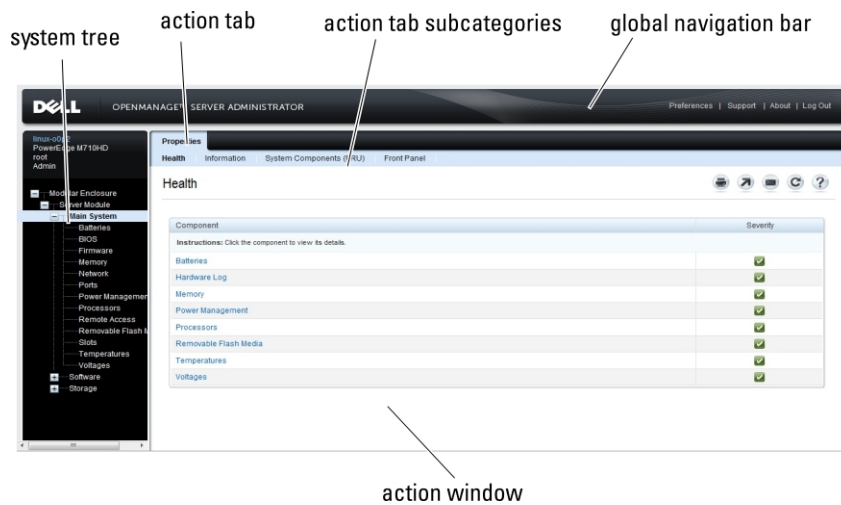 system tree
action tab
action tab subcategories
global navigation bar
DELL
OPENMANAGE™ SERVER ADMINISTRATOR
Preferences | Support | About | Log Out
PowerEdge M710HD
root
Admin
Properties
Health
Information
System Components (FRU)
Front Panel
Modular Enclosure
Server Module
Main System
Batteries
BIOS
Firmware
Memory
Network
Ports
Power Managemen
Processors
Remote Access
Removable Flash M
Slots
Temperatures
Voltages
Software
Storage
Health
Component
Severity
Instructions: Click the component to view its details.
Batteries
Hardware Log
Memory
Power Management
Processors
Removable Flash Media
Temperatures
Voltages
action window